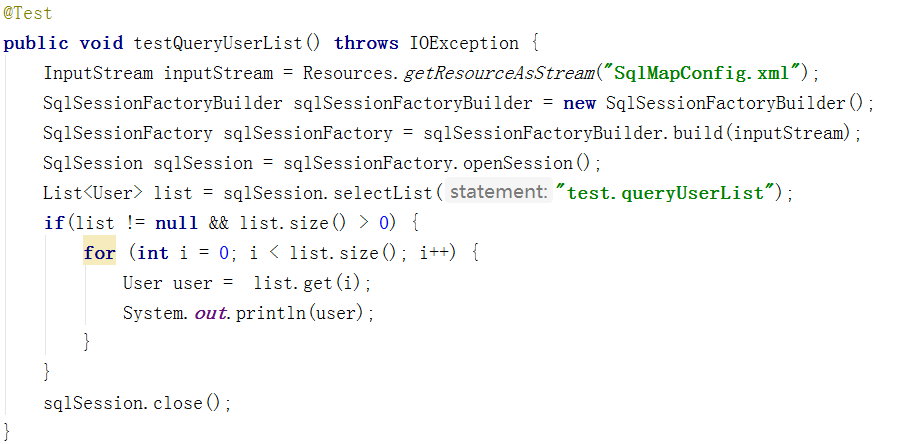 @Test
public void testQueryUserList() throws IOException {
InputStream inputStream = Resources.getResourceAsStream("SqlMapConfig.xml");
SqlSessionFactoryBuilder sqlSessionFactoryBuilder = new SqlSessionFactoryBuilder();
SqlSessionFactory sqlSessionFactory = sqlSessionFactoryBuilder.build(inputStream);
SqlSession sqlSession = sqlSessionFactory.openSession();
List<User> list = sqlSession.selectList( statement: "test.queryUserList");
if(list != null && list.size() > 0) {
for (int i = 0; i < list.size(); i++) {
User user =  list.get(i);
System.out.println(user);
}
}
sqlSession.close();
}